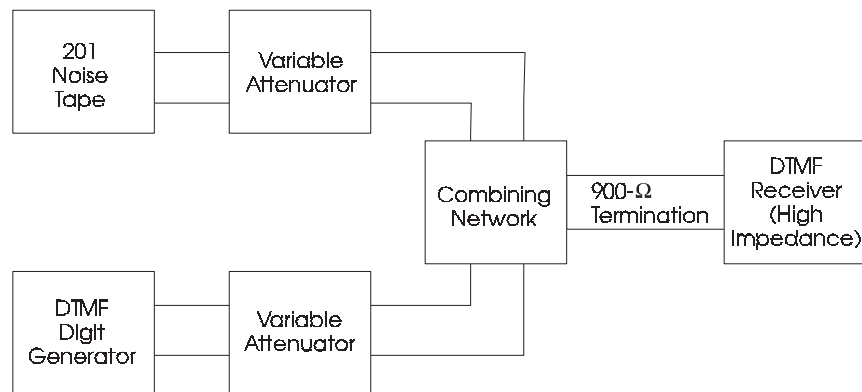 201
Noise
Tape
Variable
Attenuator
Combining
Network
900-Ω
Termination
DTMF
Receiver
(High
Impedance)
DTMF
Digit
Generator
Variable
Attenuator